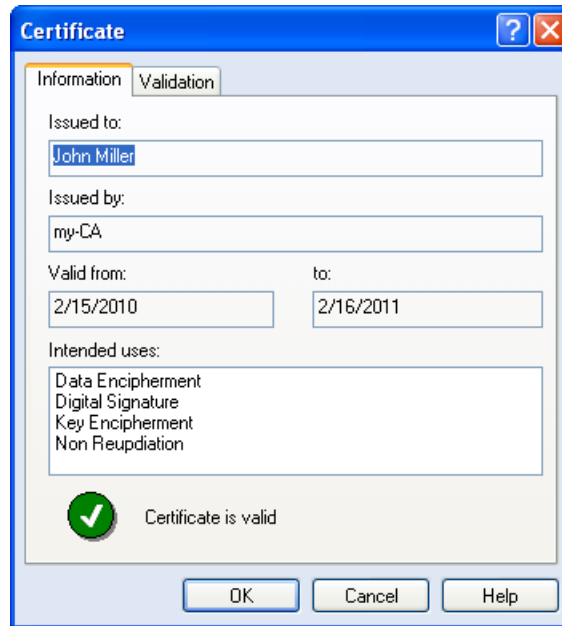 Certificate
Information Validation
Issued to:
John Miller
Issued by:
my-CA
Valid from: to:
2/15/2010 2/16/2011
Intended uses:
Data Encipherment
Digital Signature
Key Encipherment
Non Reupdiation
Certificate is valid
OK Cancel Help